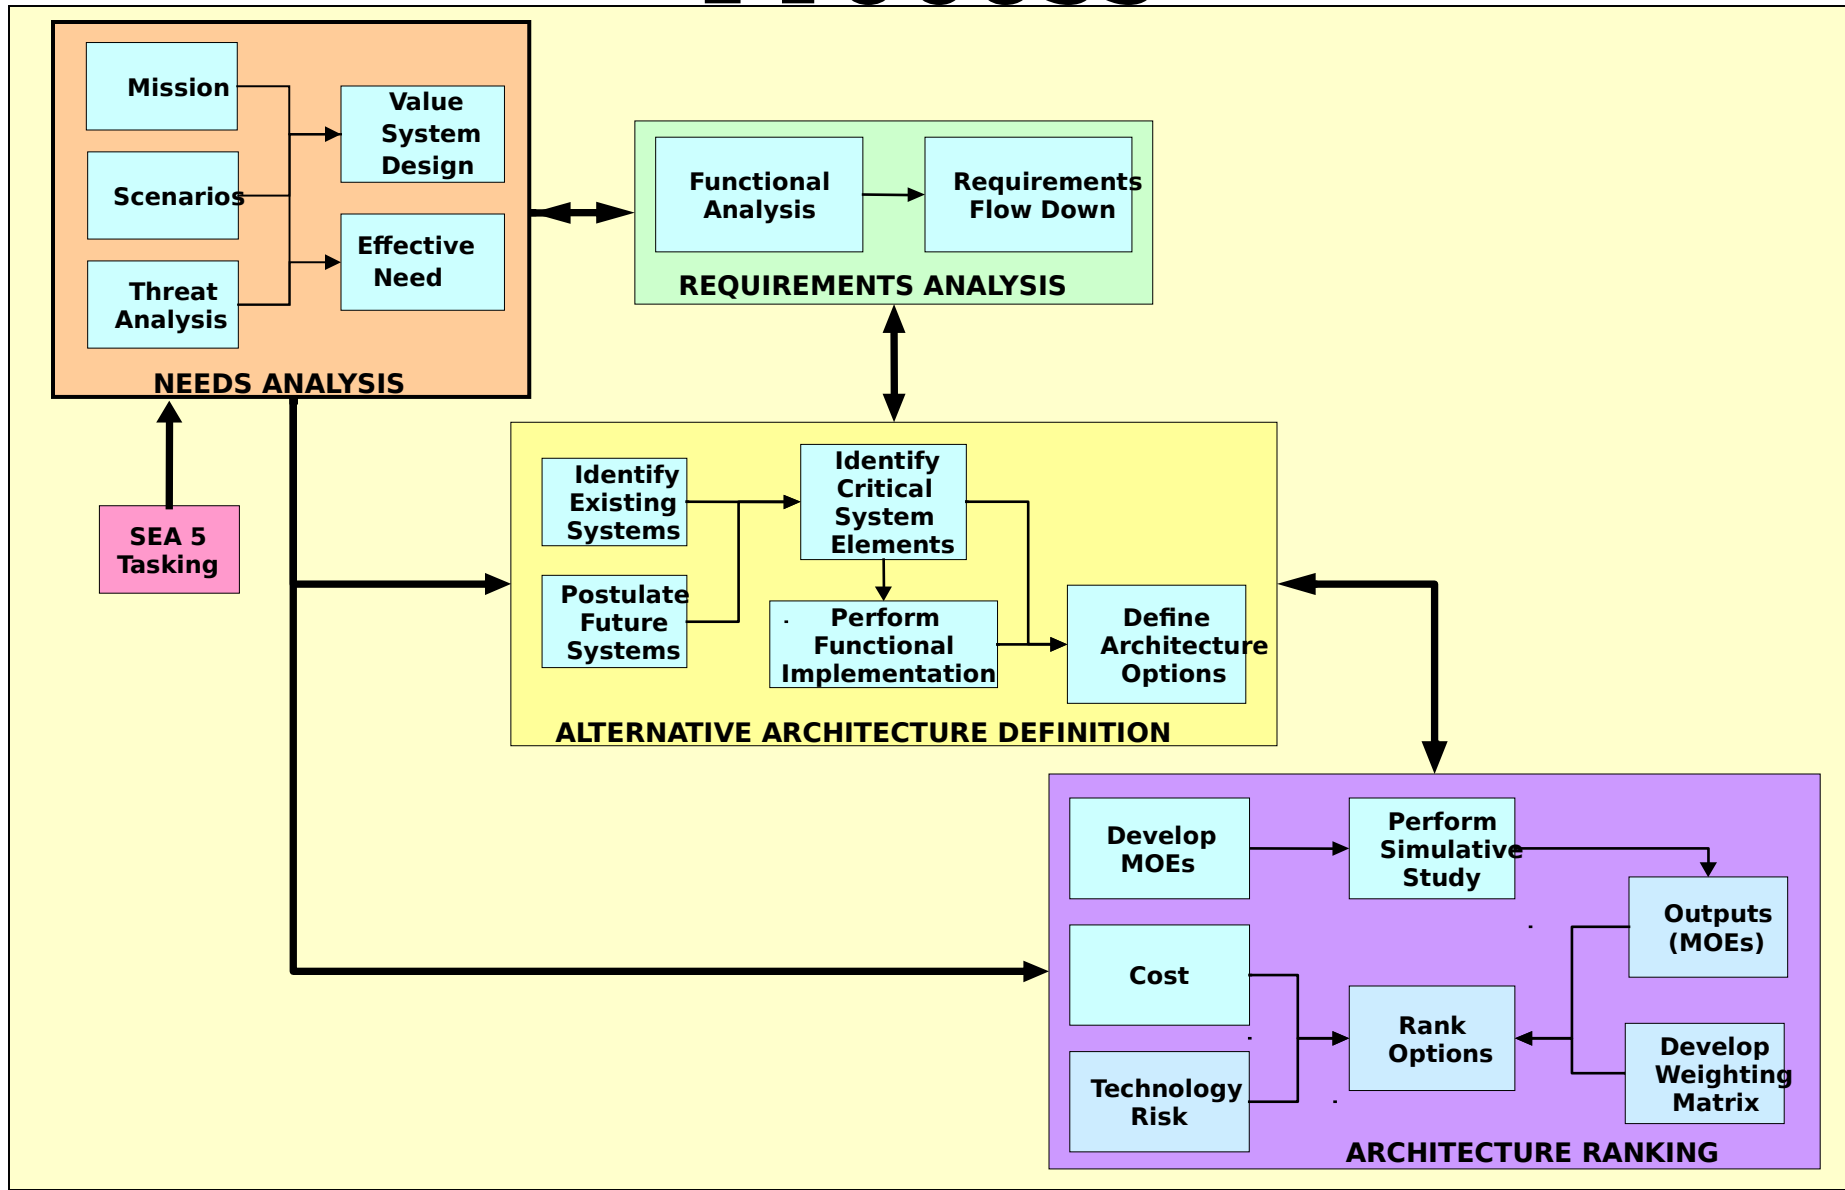 Process
Mission
Value
System
Design
Scenarios
Effective
Need
Threat
Analysis
NEEDS ANALYSIS
Functional
Analysis
Requirements
Flow Down
REQUIREMENTS ANALYSIS
SEA 5
Tasking
Identify
Existing
Systems
Identify
Critical
System
Elements
Postulate
Future
Systems
Perform
Functional
Implementation
Define
Architecture
Options
ALTERNATIVE ARCHITECTURE DEFINITION
Develop
MOEs
Perform
Simulative
Study
Outputs
(MOEs)
Cost
Rank
Options
Technology
Risk
Develop
Weighting
Matrix
ARCHITECTURE RANKING